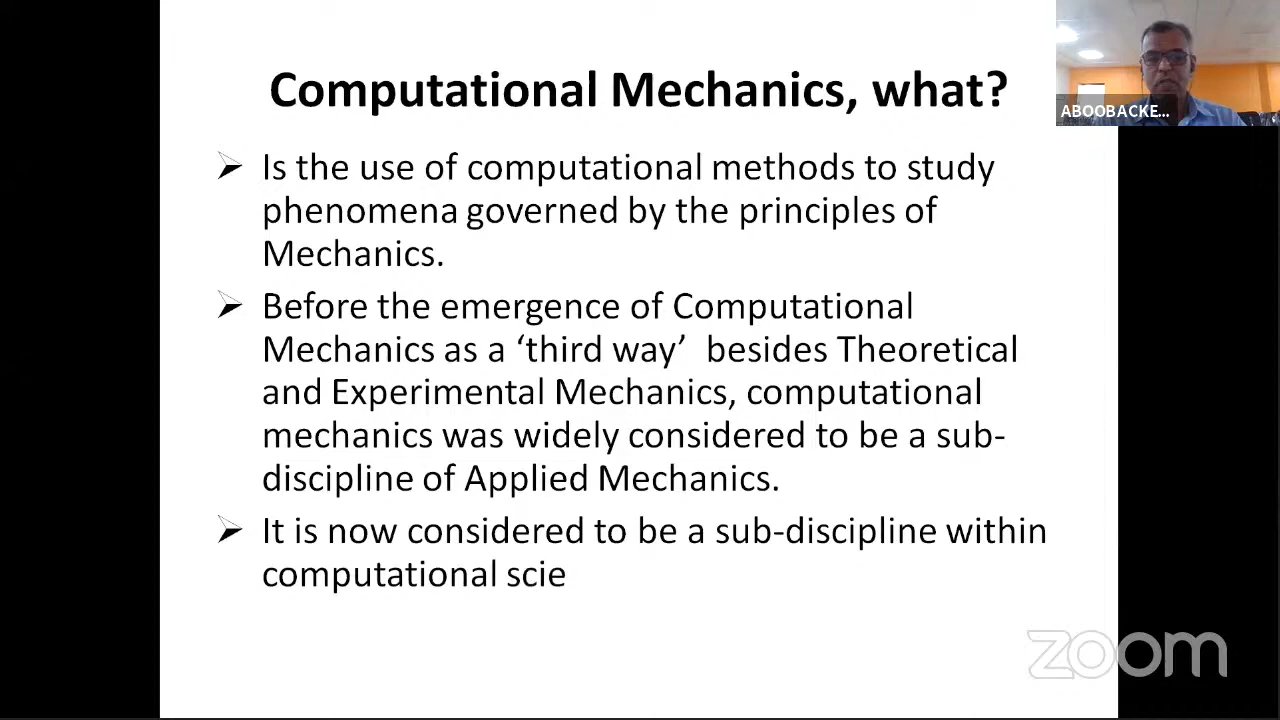 Computational Mechanics, what?
ABOOBACKE...
Is the use of computational methods to study
phenomena governed by the principles of
Mechanics.
Before the emergence of Computational
Mechanics as a ‘third way’ besides Theoretical
and Experimental Mechanics, computational
mechanics was widely considered to be a sub-
discipline of Applied Mechanics.
It is now considered to be a sub-discipline within
computational scie
zoom